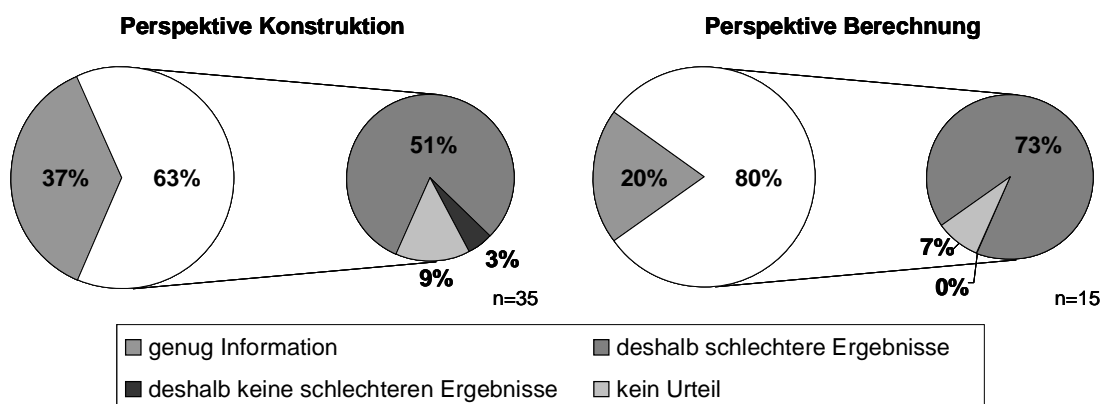 Perspektive Konstruktion
37%
63%
51%
3%
9%
n=35
Perspektive Berechnung
20%
80%
73%
7%
0%
n=15
genug Information
deshalb schlechtere Ergebnisse
deshalb keine schlechteren Ergebnisse
kein Urteil